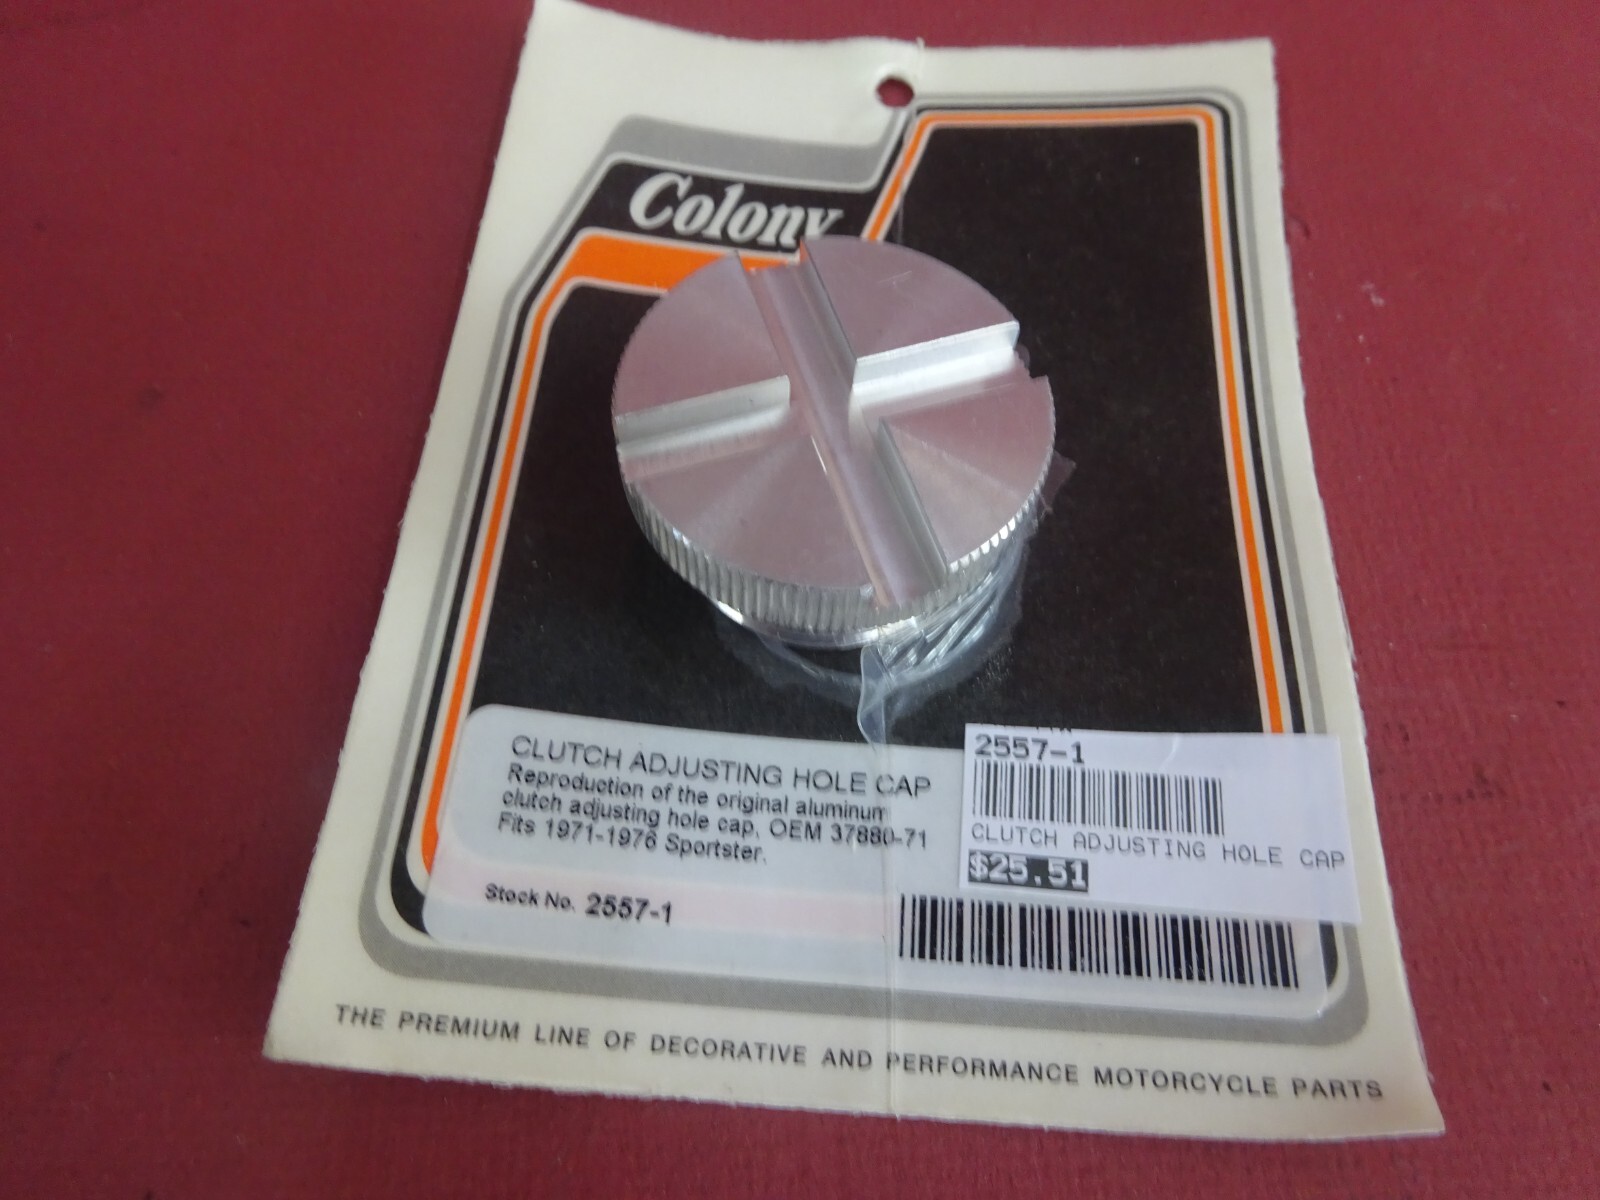 Colony
CLUTCH ADJUSTING HOLE CAP
Reproduction of the original aluminum
clutch adjusting hole cap, OEM 37880-71
Fits 1971-1976 Sportster.
Stock No. 2557-1
2557-1
CLUTCH ADJUSTING HOLE CAP
$25.51
THE PREMIUM LINE OF DECORATIVE AND PERFORMANCE MOTORCYCLE PARTS